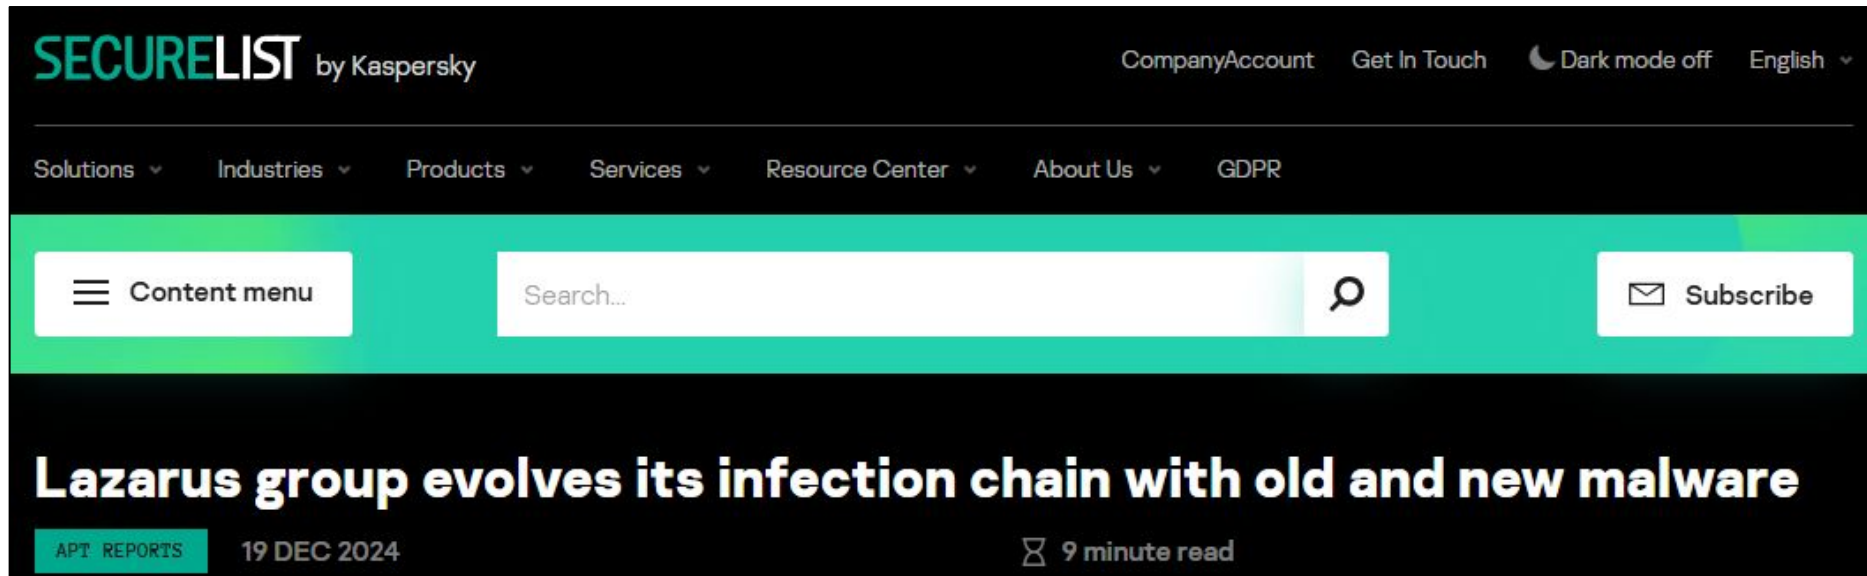 SECURELIST by Kaspersky
CompanyAccount Get In Touch Dark mode off English
Solutions Industries Products Services Resource Center About Us GDPR
Content menu Search... Subscribe
Lazarus group evolves its infection chain with old and new malware
APT REPORTS 19 DEC 2024 9 minute read